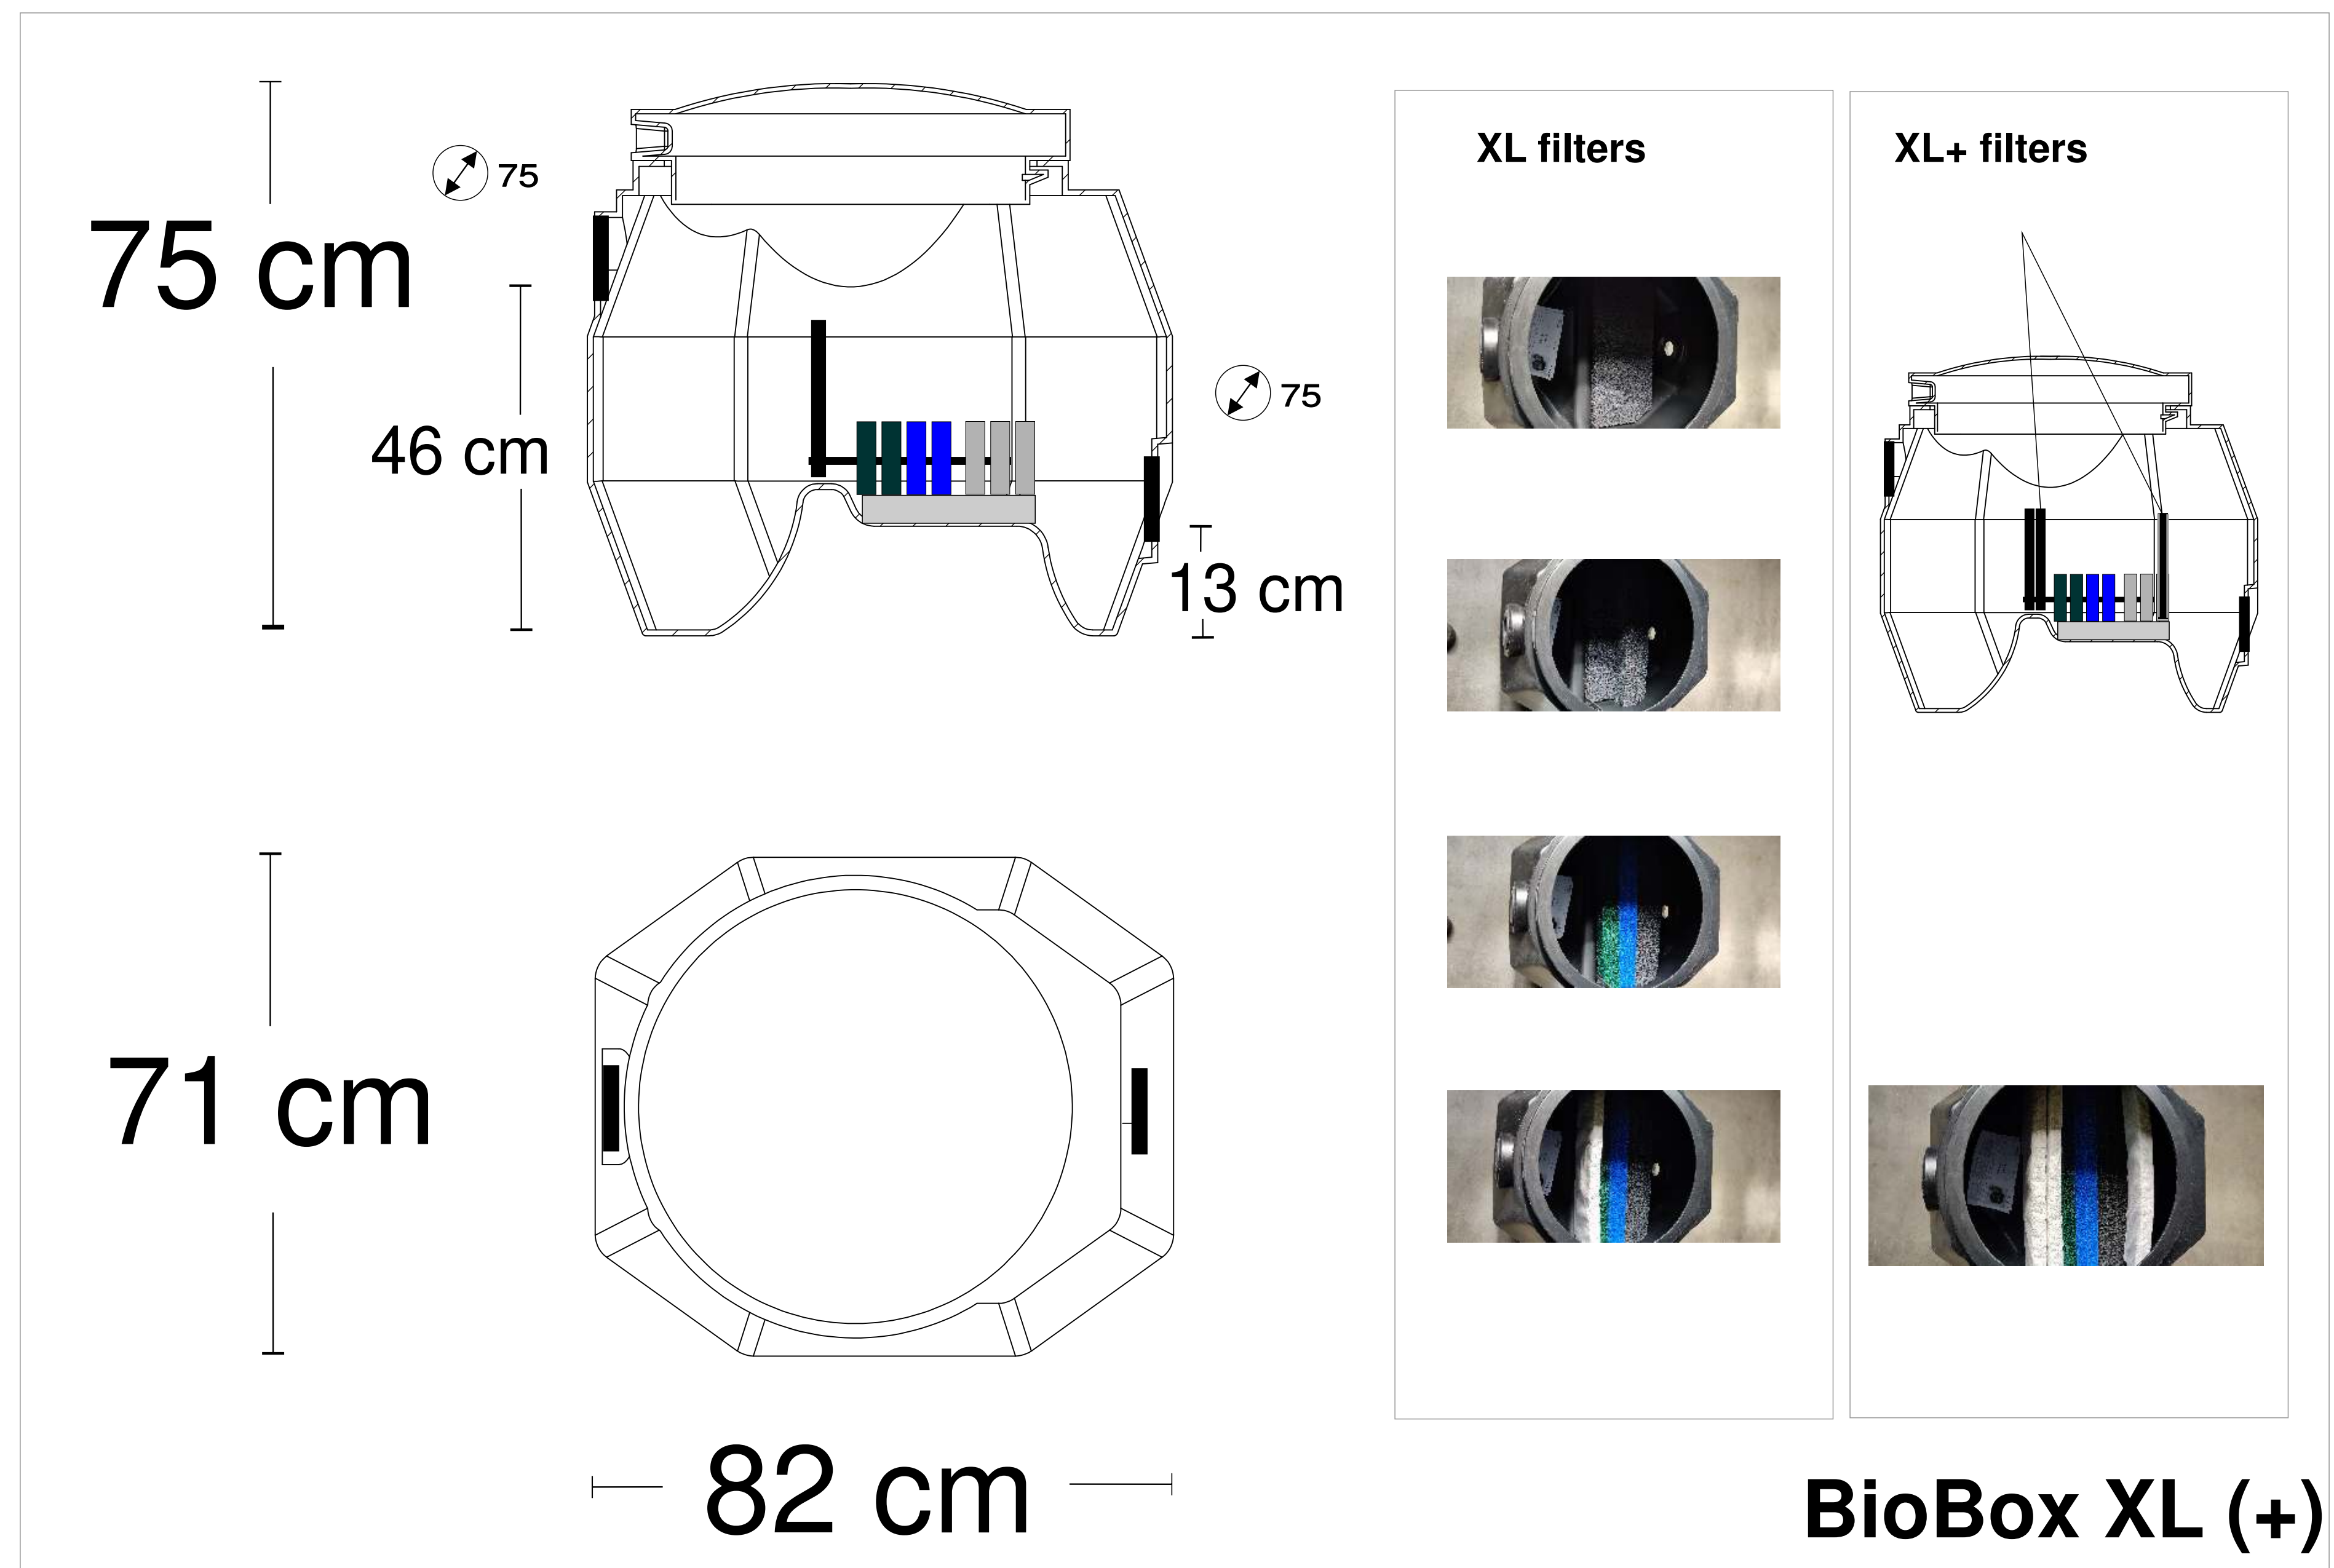 75 cm
75
46 cm
75
13 cm
71 cm
82 cm
XL filters
XL+ filters
BioBox XL (+)